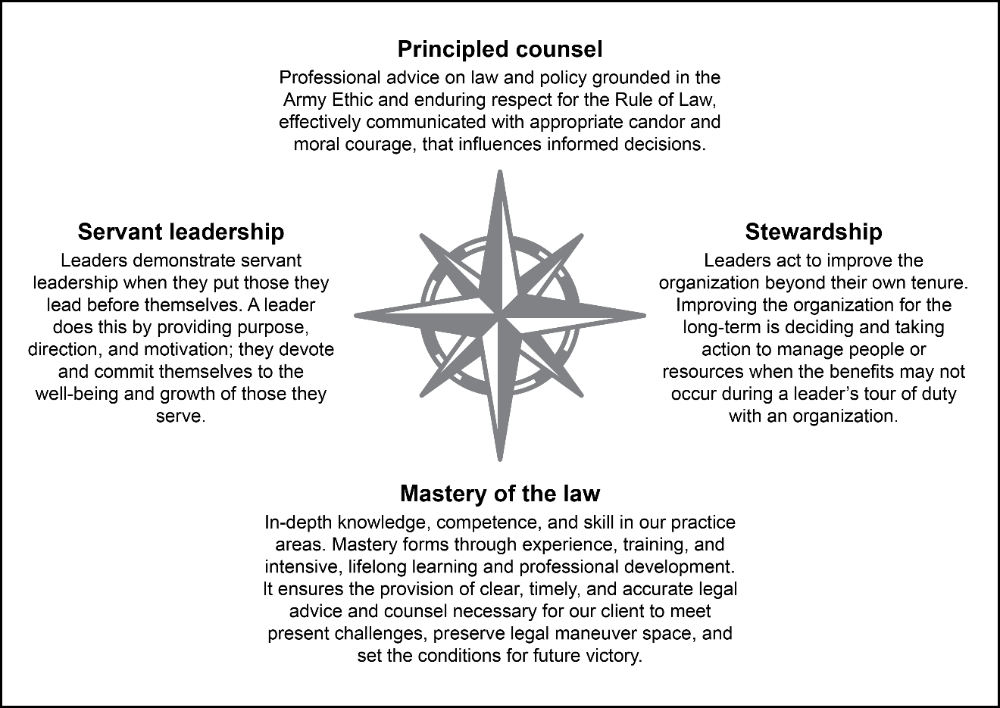 Principled counsel
Professional advice on law and policy grounded in the
Army Ethic and enduring respect for the Rule of Law,
effectively communicated with appropriate candor and
moral courage, that influences informed decisions.
Servant leadership
Leaders demonstrate servant
leadership when they put those they
lead before themselves. A leader
does this by providing purpose,
direction, and motivation; they devote
and commit themselves to the
well-being and growth of those they
serve.
Stewardship
Leaders act to improve the
organization beyond their own tenure.
Improving the organization for the
long-term is deciding and taking
action to manage people or
resources when the benefits may not
occur during a leader’s tour of duty
with an organization.
Mastery of the law
In-depth knowledge, competence, and skill in our practice
areas. Mastery forms through experience, training, and
intensive, lifelong learning and professional development.
It ensures the provision of clear, timely, and accurate legal
advice and counsel necessary for our client to meet
present challenges, preserve legal maneuver space, and
set the conditions for future victory.